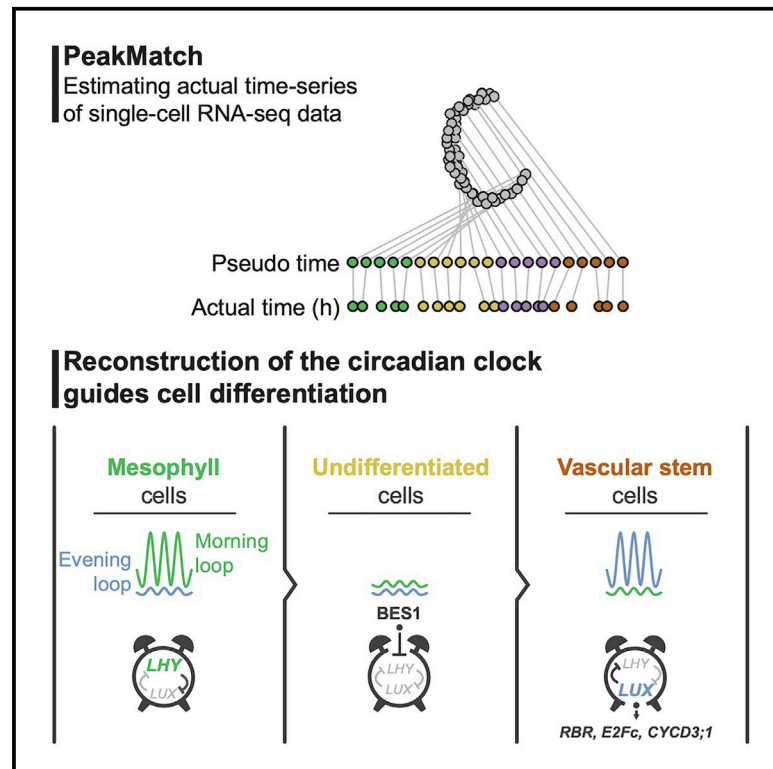 PeakMatch
Estimating actual time-series
of single-cell RNA-seq data
Pseudo time
Actual time (h)
Reconstruction of the circadian clock
guides cell differentiation
Mesophyll
cells
Evening
loop
Morning
loop
LHY
LUX
Undifferentiated
cells
BES1
LHY
LUX
Vascular stem
cells
LHY
LUX
RBR, E2Fc, CYCD3;1